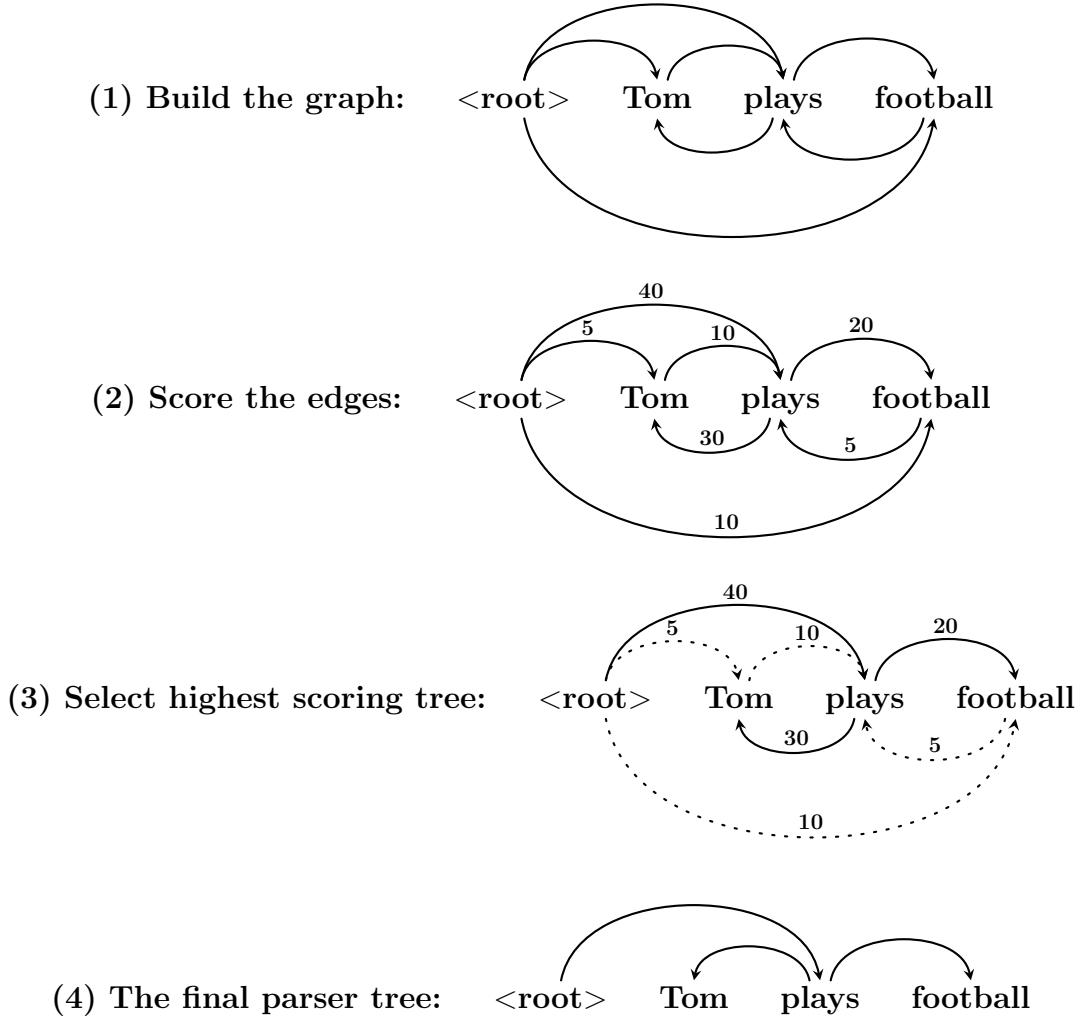 (1) Build the graph: <root> Tom plays football
40
5 10 20
(2) Score the edges: <root> Tom plays football
30 5
10
40
5 10 20
(3) Select highest scoring tree: <root> Tom plays football
30 5
10
(4) The final parser tree: <root> Tom plays football